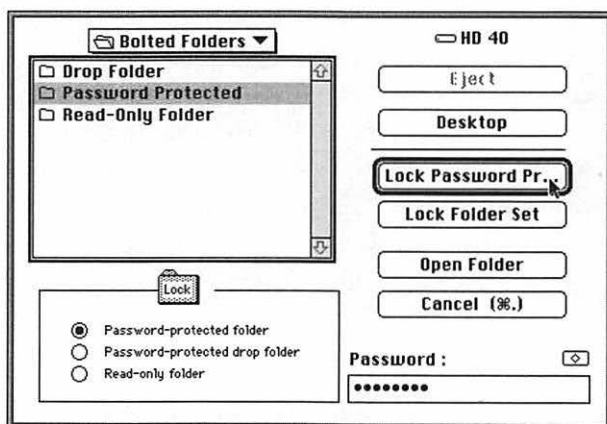 Bolted Folders
HD 40
Drop Folder
Password Protected
Read-Only Folder
Eject
Desktop
Lock Password Pr...
Lock Folder Set
Open Folder
Cancel (⌘.)
Lock
Password-protected folder
Password-protected drop folder
Read-only folder
Password :
••••••••